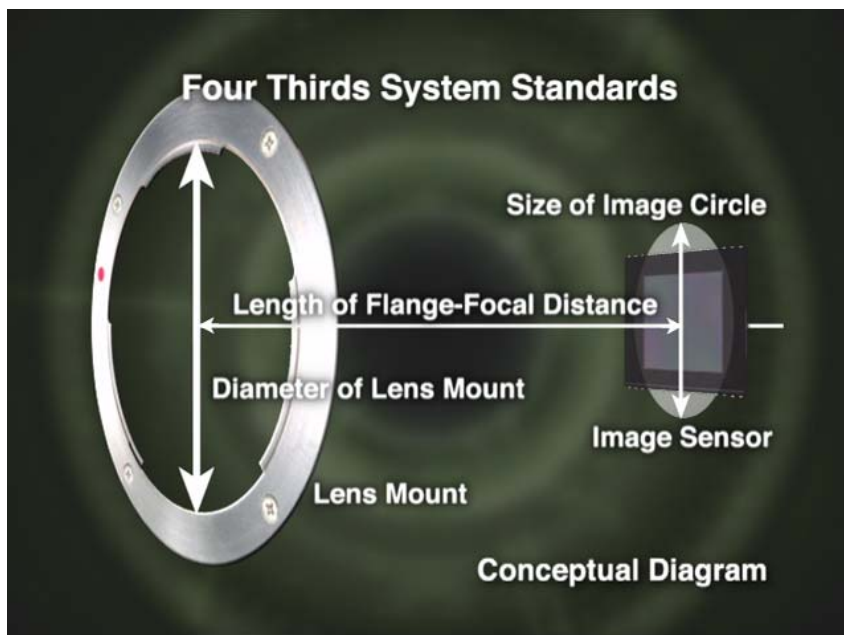 Four Thirds System Standards
Size of Image Circle
Length of Flange-Focal Distance
Diameter of Lens Mount
Image Sensor
Lens Mount
Conceptual Diagram